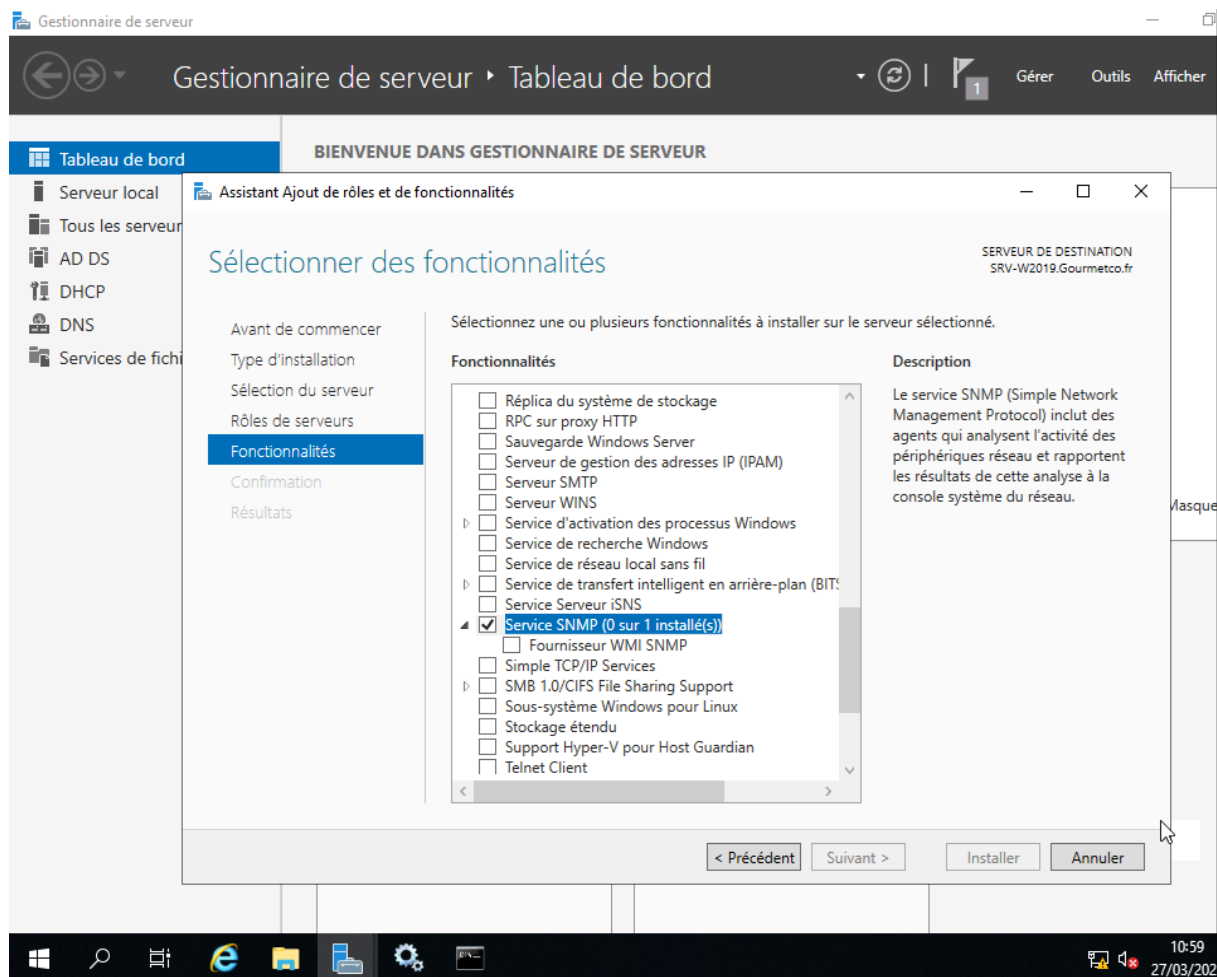 Gestionnaire de serveur
Gestionnaire de serveur ‣ Tableau de bord
1
Gérer Outils Afficher
Tableau de bord
Serveur local
Tous les serveur
AD DS
DHCP
DNS
Services de fichi
BIENVENUE DANS GESTIONNAIRE DE SERVEUR
Assistant Ajout de rôles et de fonctionnalités
Sélectionner des fonctionnalités
SERVEUR DE DESTINATION
SRV-W2019.Gourmetco.fr
Avant de commencer
Type d'installation
Sélection du serveur
Rôles de serveurs
Fonctionnalités
Confirmation
Résultats
Sélectionnez une ou plusieurs fonctionnalités à installer sur le serveur sélectionné.
Fonctionnalités
Réplica du système de stockage
RPC sur proxy HTTP
Sauvegarde Windows Server
Serveur de gestion des adresses IP (IPAM)
Serveur SMTP
Serveur WINS
Service d'activation des processus Windows
Service de recherche Windows
Service de réseau local sans fil
Service de transfert intelligent en arrière-plan (BITS
Service Serveur iSNS
Service SNMP (0 sur 1 installé(s))
Fournisseur WMI SNMP
Simple TCP/IP Services
SMB 1.0/CIFS File Sharing Support
Sous-système Windows pour Linux
Stockage étendu
Support Hyper-V pour Host Guardian
Telnet Client
Description
Le service SNMP (Simple Network
Management Protocol) inclut des
agents qui analysent l'activité des
périphériques réseau et rapportent
les résultats de cette analyse à la
console système du réseau.
Masque
< Précédent
Suivant >
Installer
Annuler
10:59
27/03/202